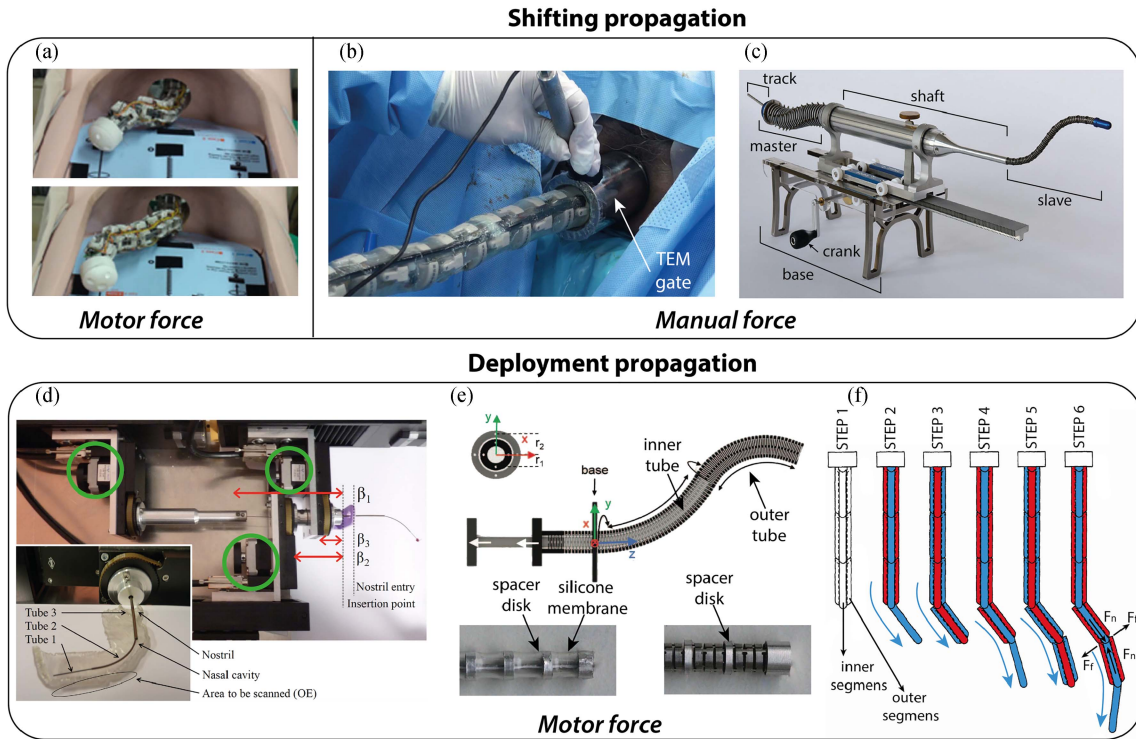 Shifting propagation
(a)
(b)
(c)
track
shaft
master
slave
crank
base
TEM
gate
Motor force
Manual force
Deployment propagation
(d)
β1
β3
β2
Nostril entry
Insertion point
Tube 3
Tube 2
Tube 1
Nostril
Nasal cavity
Area to be scanned (OE)
(e)
y
x
r2
r1
base
y
x
z
inner
tube
outer
tube
spacer
disk
silicone
membrane
spacer
disk
(f)
STEP 1
STEP 2
STEP 3
STEP 4
STEP 5
STEP 6
inner
segmens
outer
segmens
Fn
Ff
Ff
Fn
Motor force